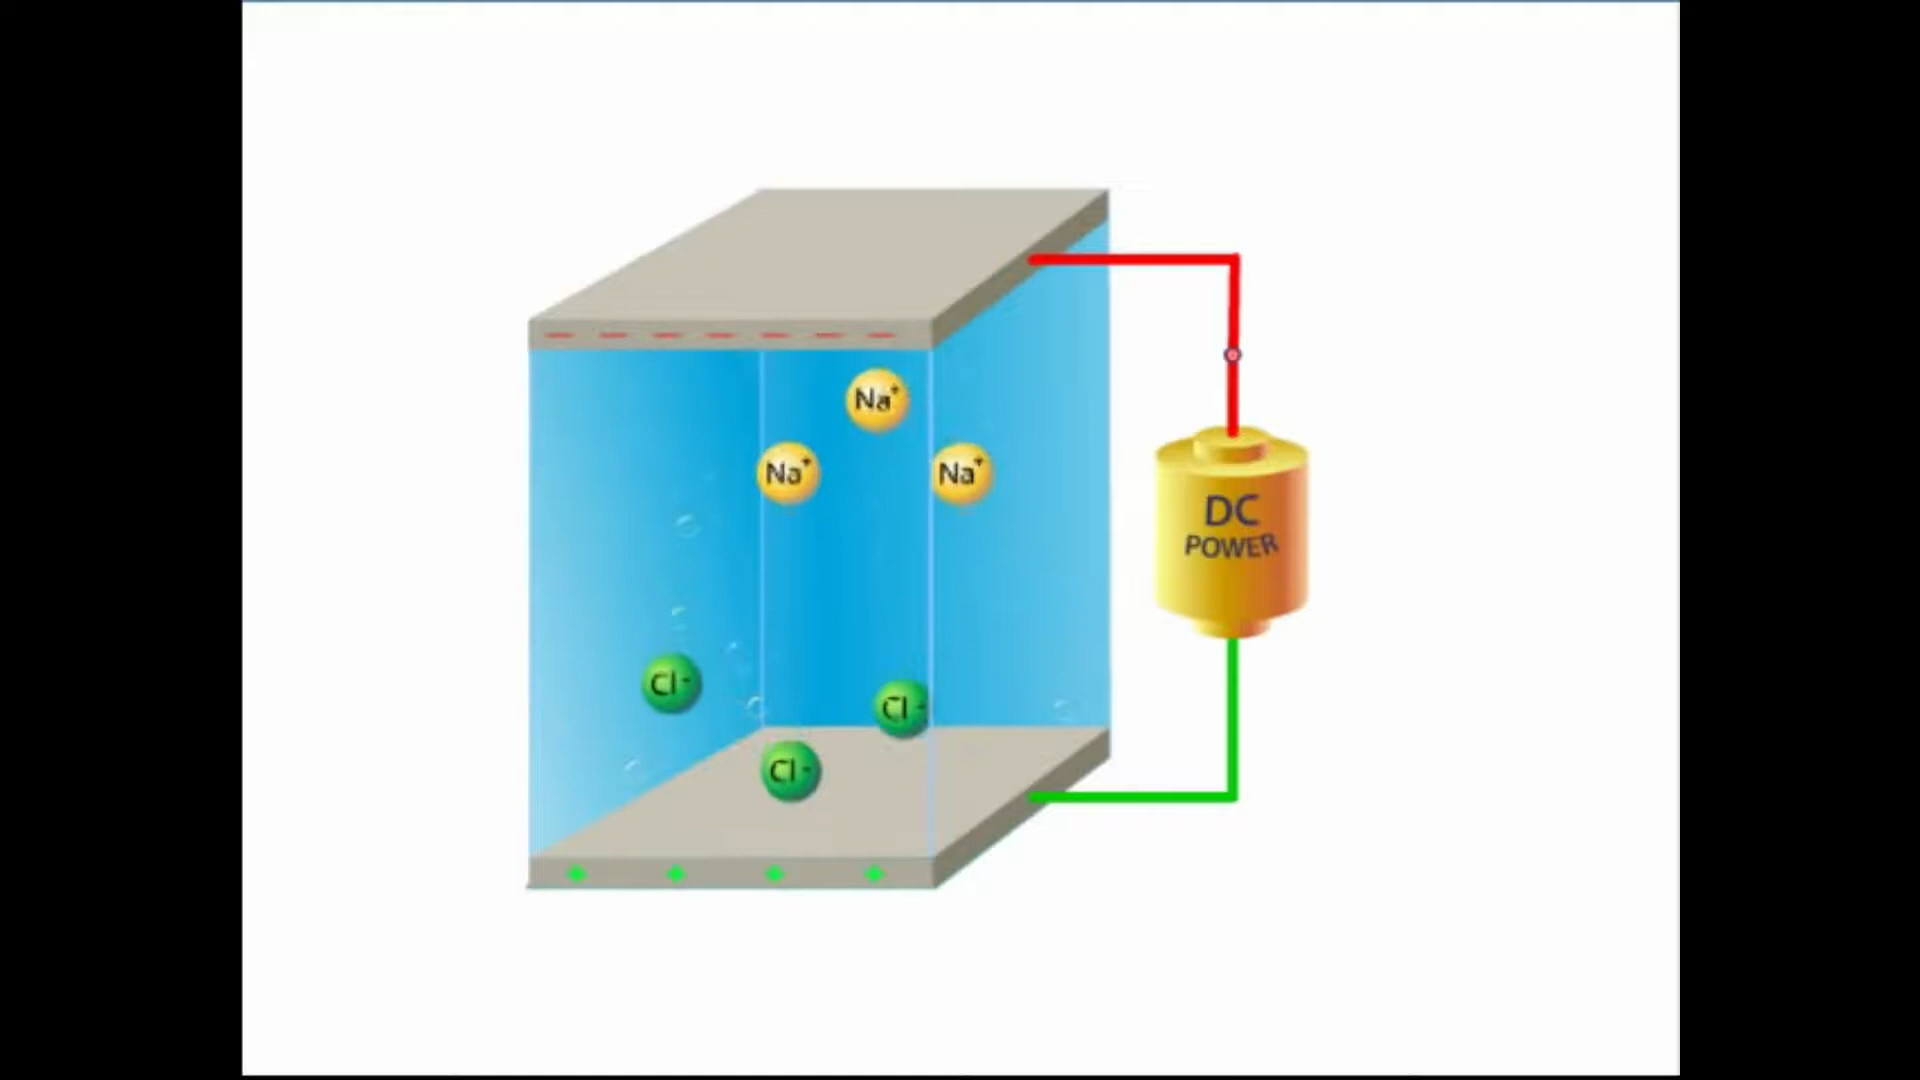 Na+
Na+
Na+
DC
POWER
Cl-
Cl-
Cl-